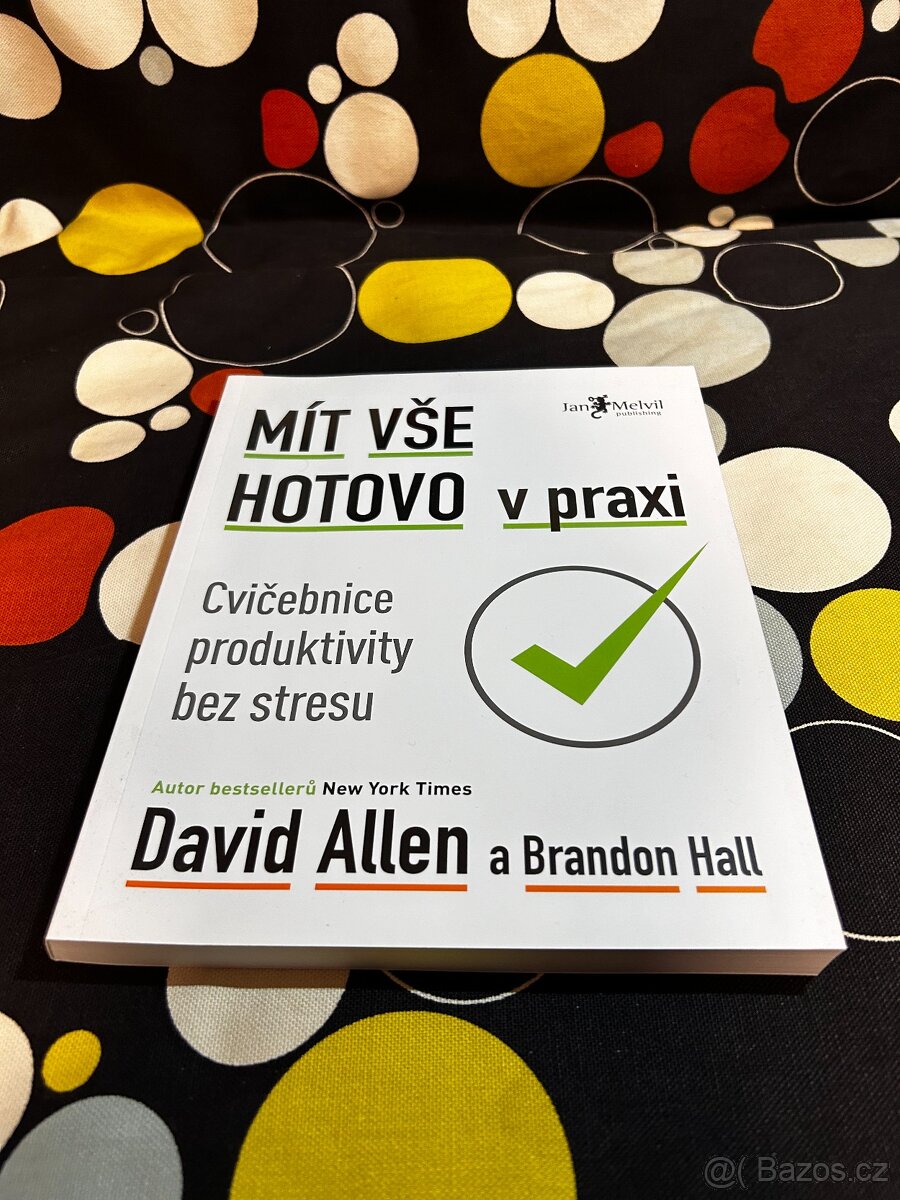 MÍT VŠE
HOTOVO v praxi
Jan Melvil
publishing
Cvičebnice
produktivity
bez stresu
Autor bestsellerů New York Times
David Allen a Brandon Hall
@( Bazos.cz